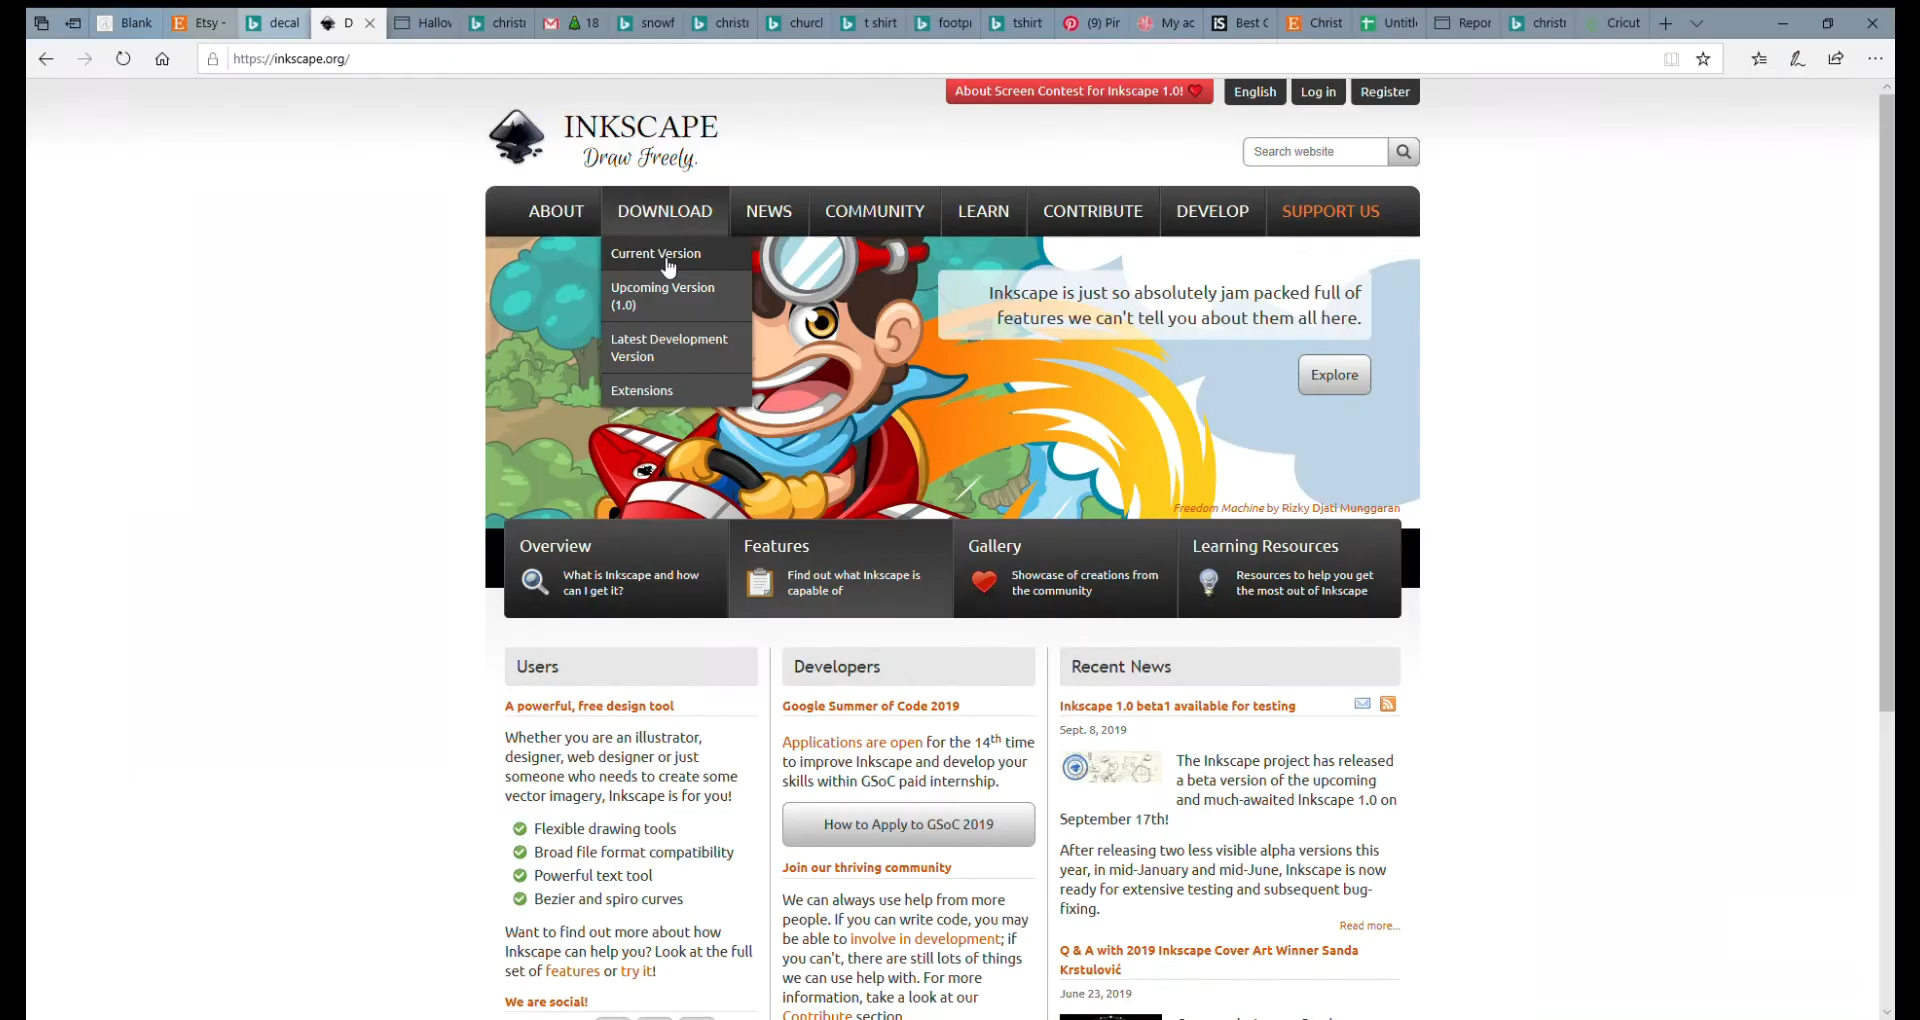 Blank
Etsy -
decal
D
Hallov
christi
18
snowf
christi
churcl
t shirt
footpi
tshirt
(9) Pir
My ac
Best C
Christ
Untitle
Repor
christi
Cricut
https://inkscape.org/
About Screen Contest for Inkscape 1.0!
English
Log in
Register
INKSCAPE
Draw Freely.
Search website
ABOUT
DOWNLOAD
NEWS
COMMUNITY
LEARN
CONTRIBUTE
DEVELOP
SUPPORT US
Current Version
Upcoming Version
(1.0)
Latest Development
Version
Extensions
Inkscape is just so absolutely jam packed full of
features we can't tell you about them all here.
Explore
Freedom Machine by Rizky Djati Munggaran
Overview
What is Inkscape and how
can I get it?
Features
Find out what Inkscape is
capable of
Gallery
Showcase of creations from
the community
Learning Resources
Resources to help you get
the most out of Inkscape
Users
A powerful, free design tool
Whether you are an illustrator,
designer, web designer or just
someone who needs to create some
vector imagery, Inkscape is for you!
Flexible drawing tools
Broad file format compatibility
Powerful text tool
Bezier and spiro curves
Want to find out more about how
Inkscape can help you? Look at the full
set of features or try it!
We are social!
Developers
Google Summer of Code 2019
Applications are open for the 14th time
to improve Inkscape and develop your
skills within GSoC paid internship.
How to Apply to GSoC 2019
Join our thriving community
We can always use help from more
people. If you can write code, you may
be able to involve in development; if
you can't, there are still lots of things
we can use help with. For more
information, take a look at our
Contribute section.
Recent News
Inkscape 1.0 beta1 available for testing
Sept. 8, 2019
The Inkscape project has released
a beta version of the upcoming
and much-awaited Inkscape 1.0 on
September 17th!
After releasing two less visible alpha versions this
year, in mid-January and mid-June, Inkscape is now
ready for extensive testing and subsequent bug-
fixing.
Read more...
Q & A with 2019 Inkscape Cover Art Winner Sanda
Krstulović
June 23, 2019